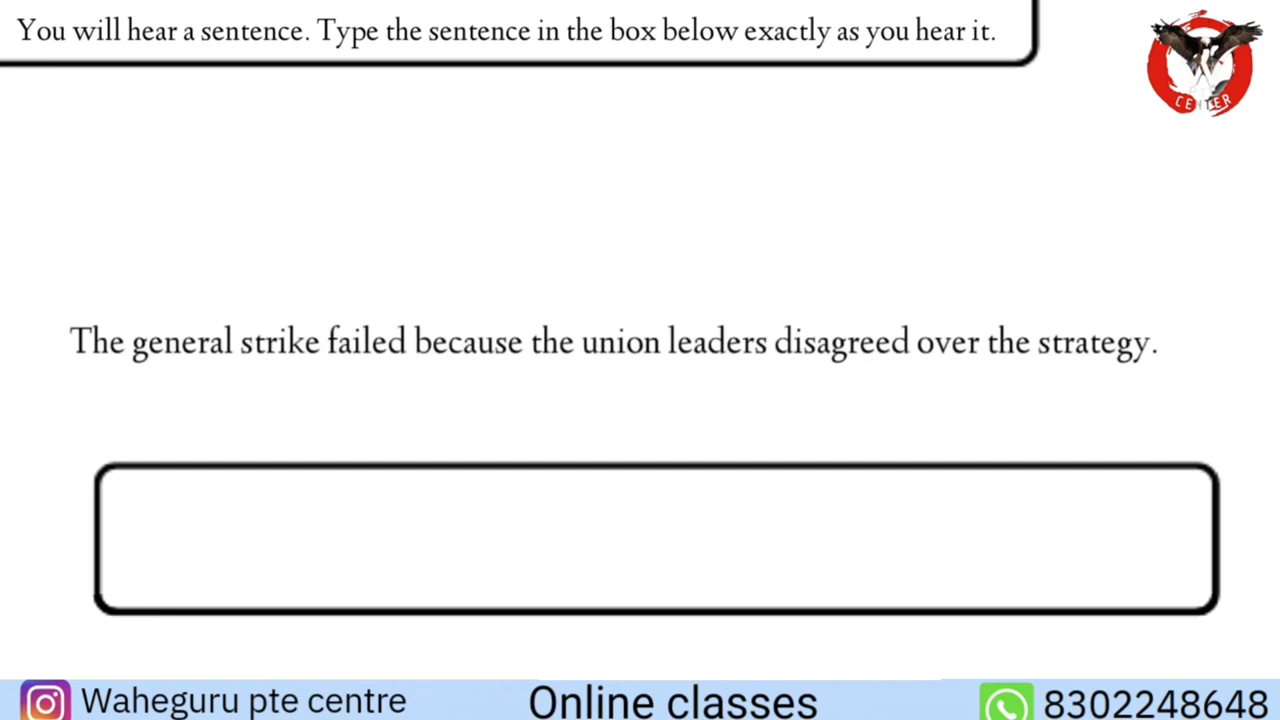 You will hear a sentence. Type the sentence in the box below exactly as you hear it.
CENTER
The general strike failed because the union leaders disagreed over the strategy.
Waheguru pte centre
Online classes
8302248648